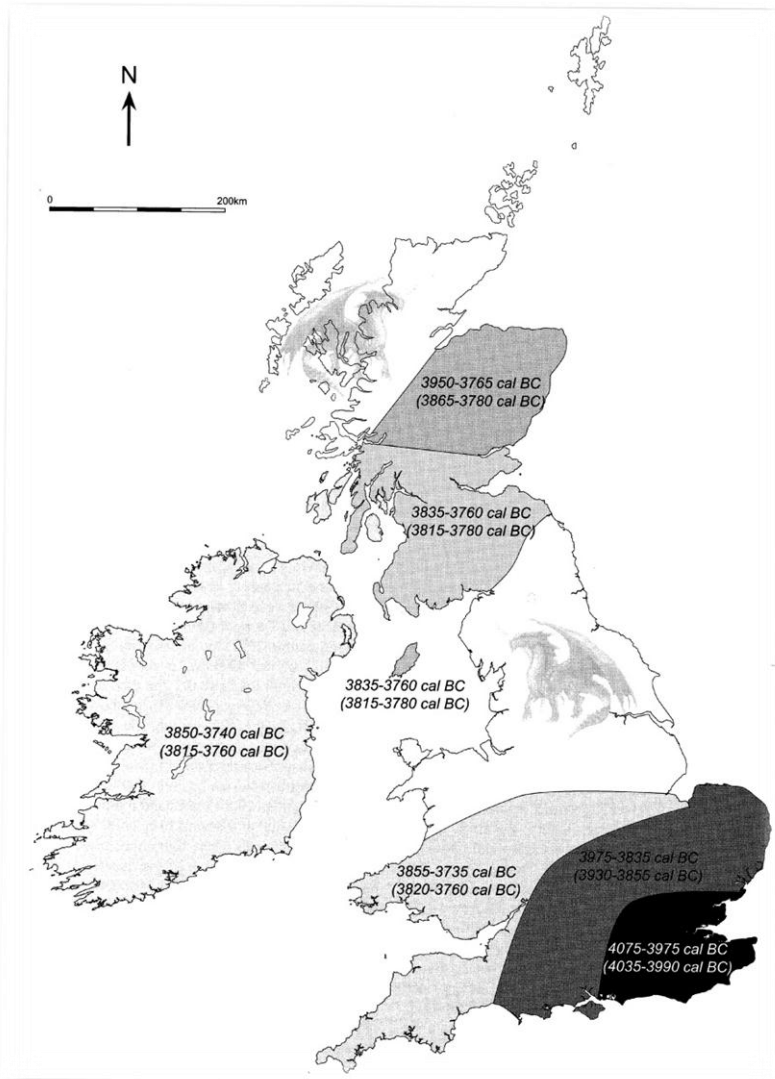 N
0 200km
3950-3765 cal BC
(3865-3780 cal BC)
3835-3760 cal BC
(3815-3780 cal BC)
3835-3760 cal BC
(3815-3780 cal BC)
3850-3740 cal BC
(3815-3760 cal BC)
3855-3735 cal BC
(3820-3760 cal BC)
3975-3835 cal BC
(3930-3855 cal BC)
4075-3975 cal BC
(4035-3990 cal BC)